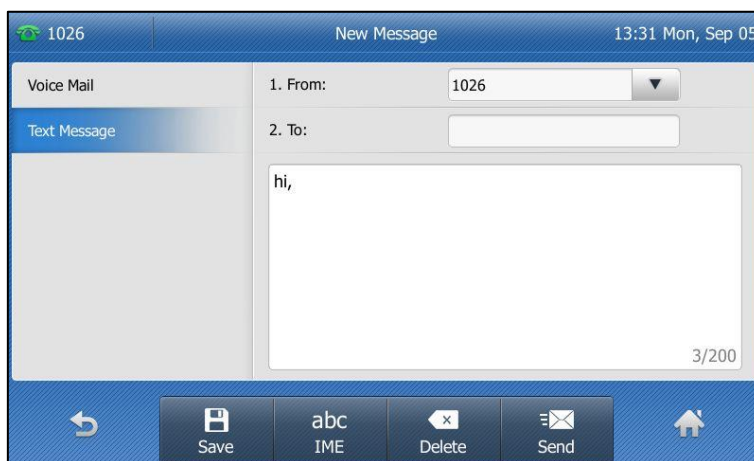 1026 New Message 13:31 Mon, Sep 05
Voice Mail 1. From: 1026
Text Message 2. To:
hi,
3/200
abc
Save IME Delete Send